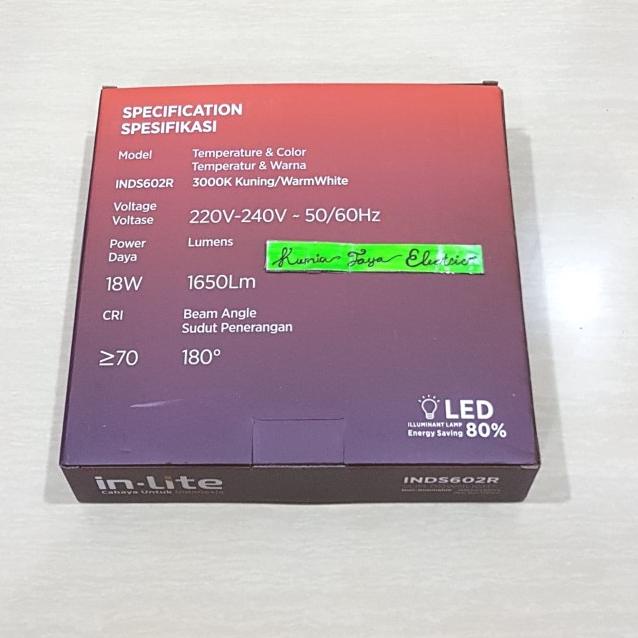 SPECIFICATION
SPESIFIKASI
Model
Temperature & Color
Temperatur & Warna
INDS602R
3000K Kuning/WarmWhite
Voltage
Voltase
220V-240V ~ 50/60Hz
Power
Daya
Lumens
Kurnia Jaya Electric
18W
1650Lm
CRI
Beam Angle
Sudut Penerangan
≥70
180°
LED
ILLUMINANT LAMP
Energy Saving 80%
in·Lite
Cahaya Untuk Indonesia
INDS602R